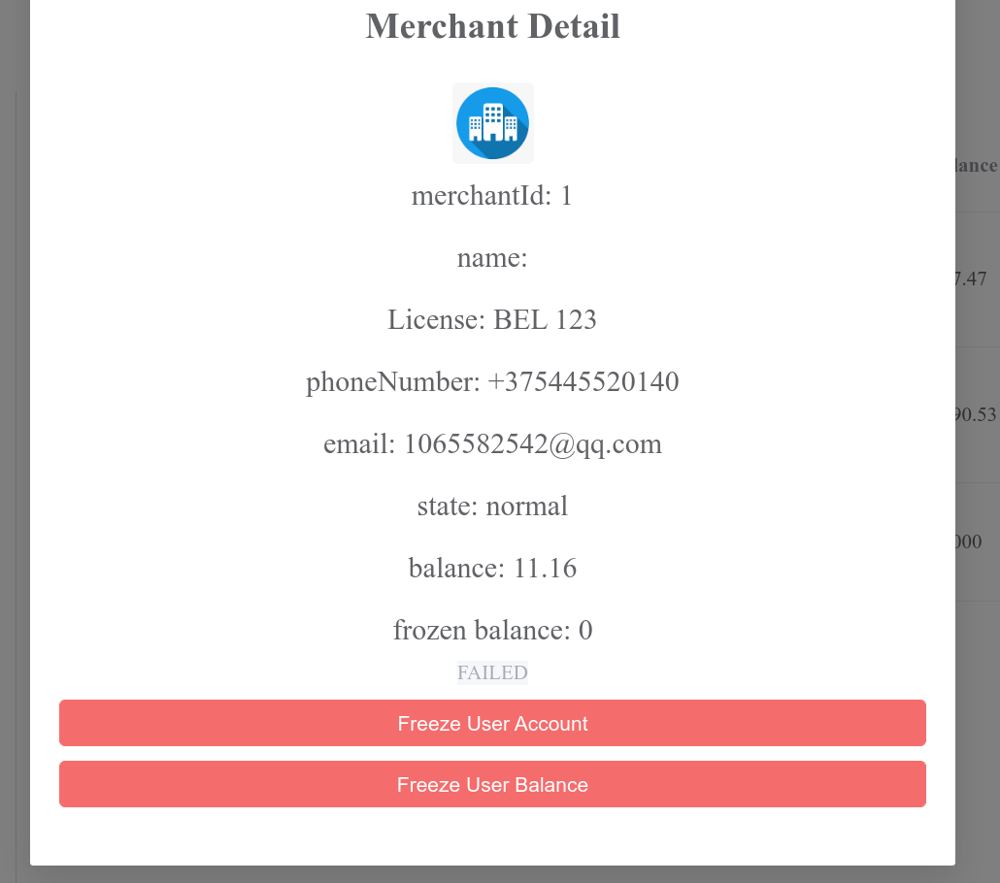 Merchant Detail
lance
merchantId: 1
name:
7.47
License: BEL 123
phoneNumber: +375445520140
90.53
email: 1065582542@qq.com
state: normal
000
balance: 11.16
frozen balance: 0
FAILED
Freeze User Account
Freeze User Balance